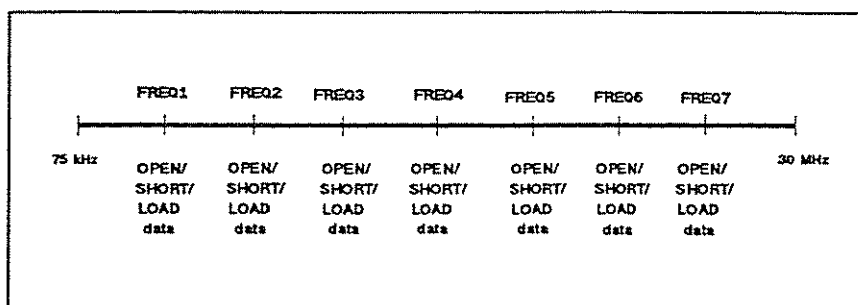 FREQ1 FREQ2 FREQ3 FREQ4 FREQ5 FREQ6 FREQ7
75 kHz 30 MHz
OPEN/ OPEN/ OPEN/ OPEN/ OPEN/ OPEN/ OPEN/
SHORT/ SHORT/ SHORT/ SHORT/ SHORT/ SHORT/ SHORT/
LOAD LOAD LOAD LOAD LOAD LOAD LOAD
data data data data data data data